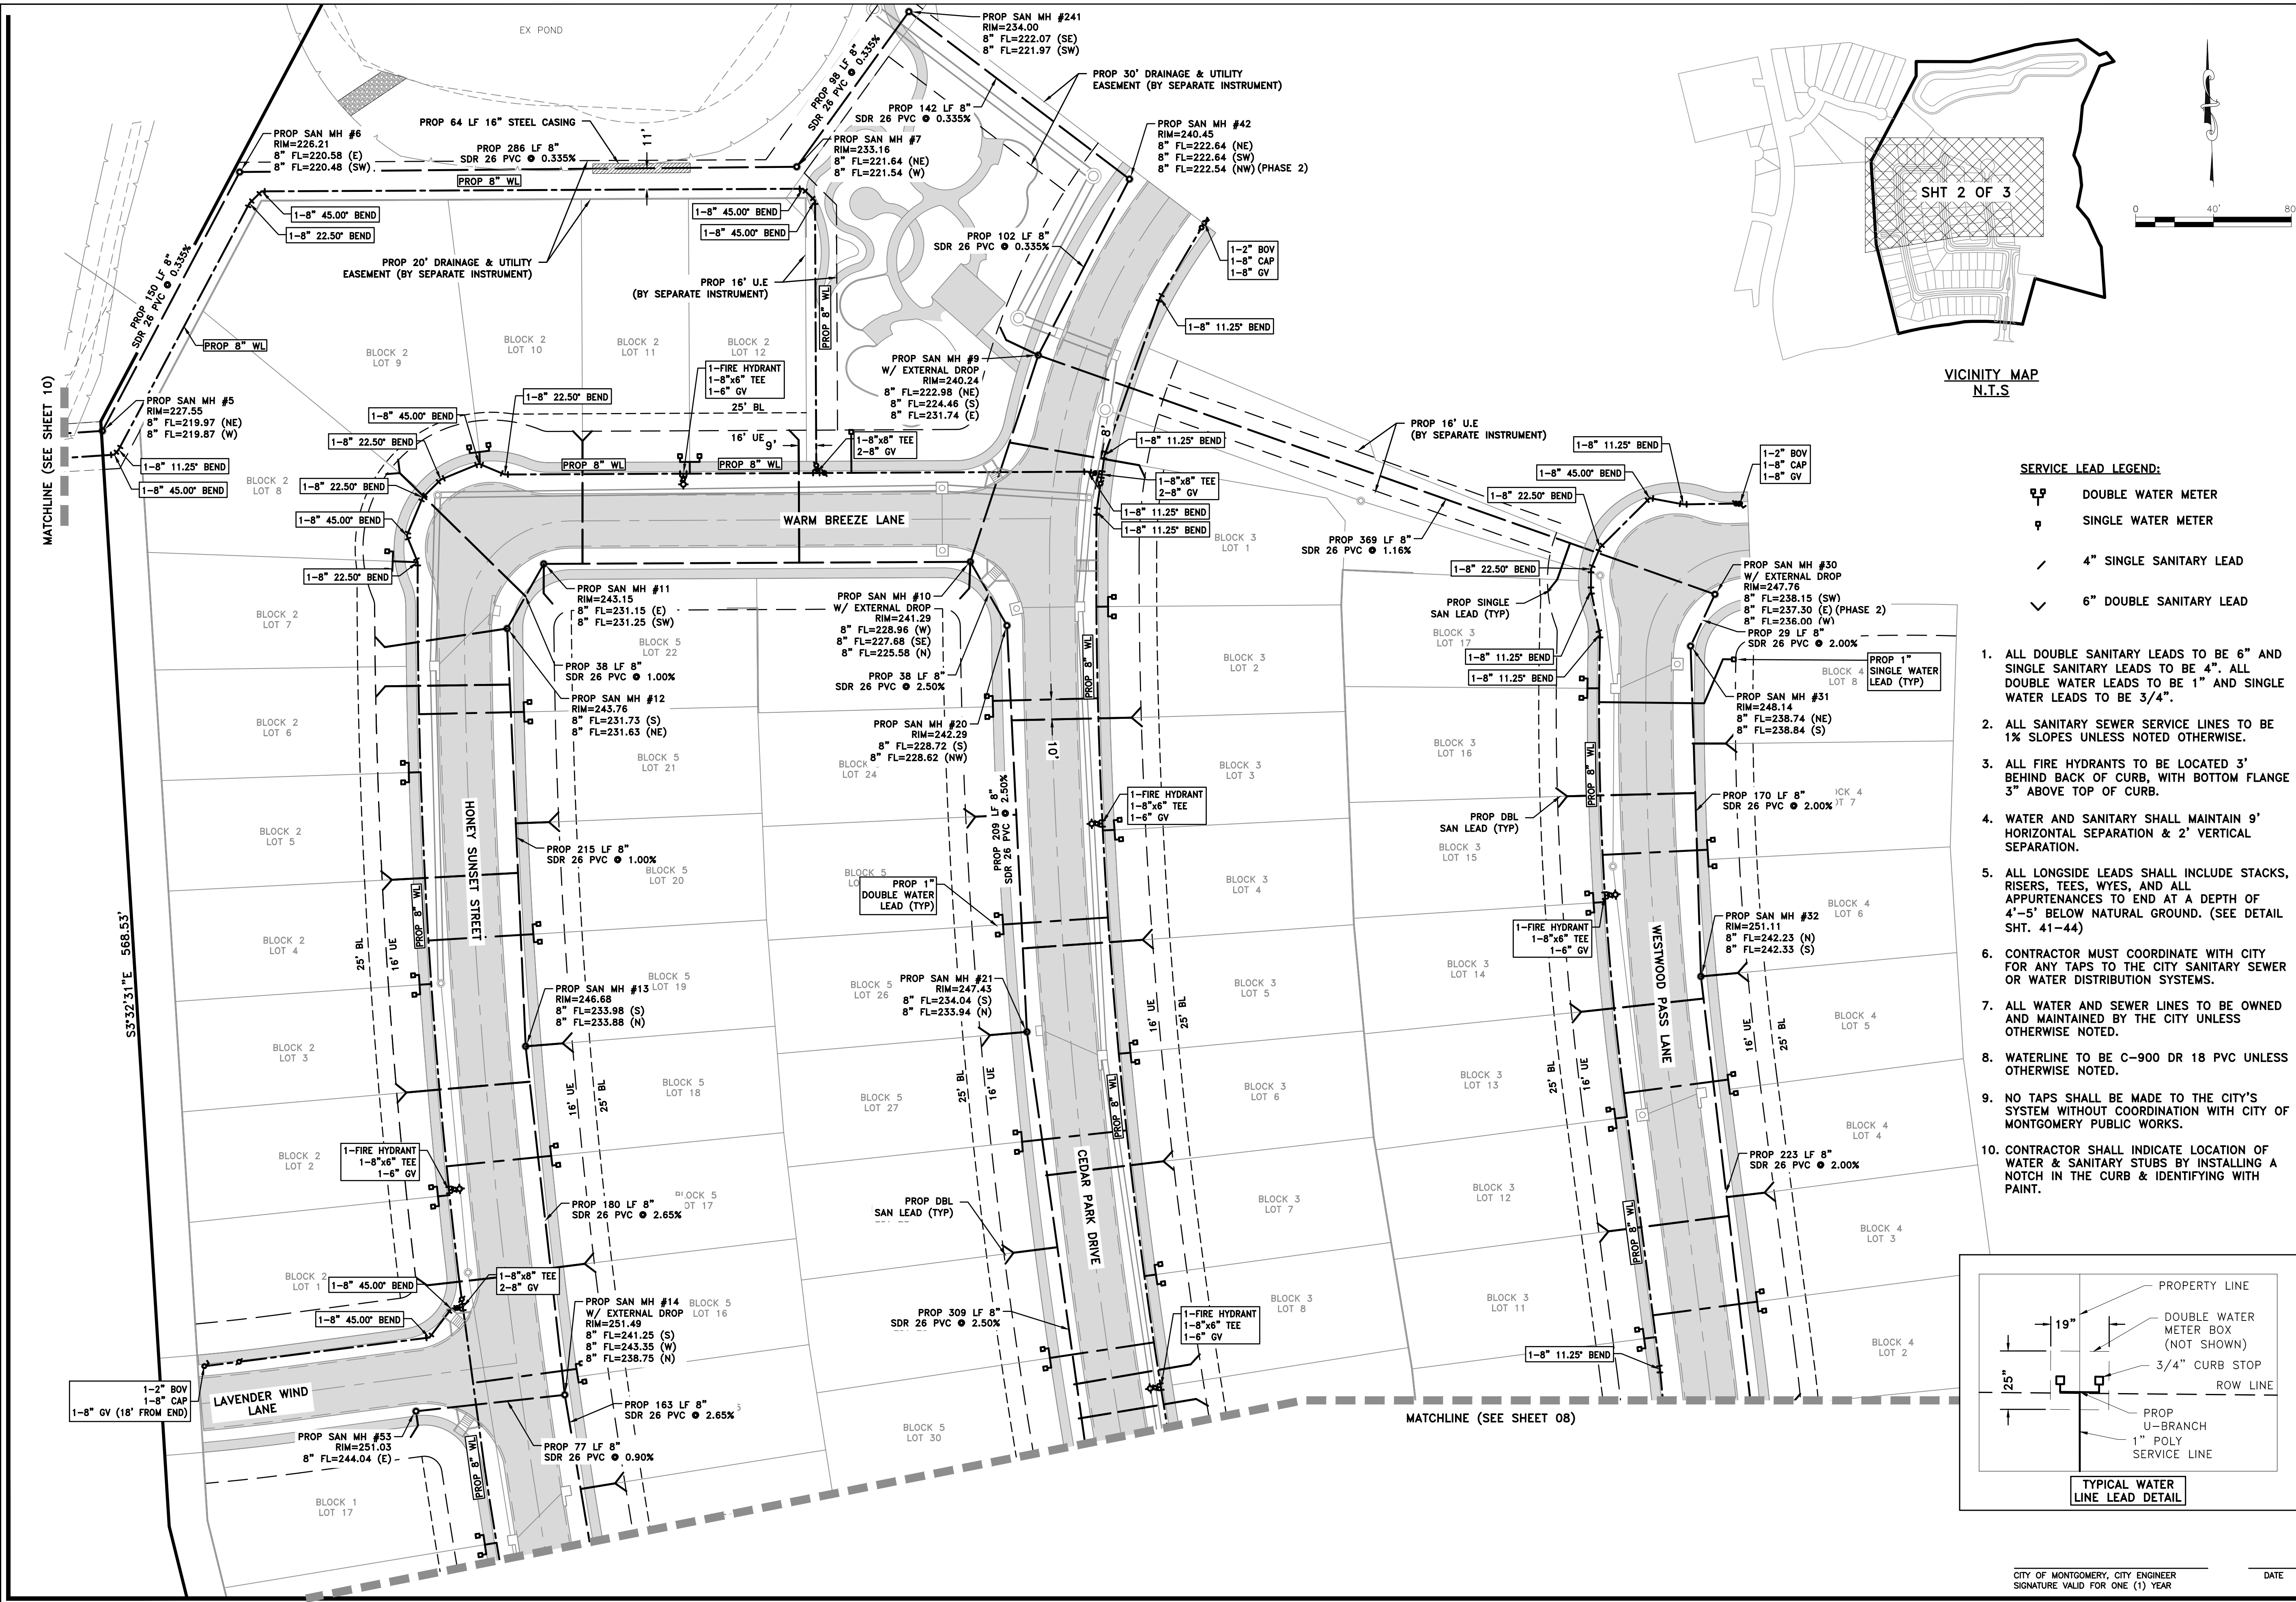 EX POND
PROP SAN MH #241
RIM=234.00
8" FL=222.07 (SE)
8" FL=221.97 (SW)
PROP 98 LF 8"
SDR 26 PVC @ 0.335%
PROP 30' DRAINAGE & UTILITY
EASEMENT (BY SEPARATE INSTRUMENT)
PROP 142 LF 8"
SDR 26 PVC @ 0.335%
PROP 64 LF 16" STEEL CASING
11'
PROP SAN MH #6
RIM=226.21
8" FL=220.58 (E)
8" FL=220.48 (SW)
PROP 286 LF 8"
SDR 26 PVC @ 0.335%
PROP 8" WL
PROP SAN MH #7
RIM=233.16
8" FL=221.64 (NE)
8" FL=221.54 (W)
PROP SAN MH #42
RIM=240.45
8" FL=222.64 (NE)
8" FL=222.64 (SW)
8" FL=222.54 (NW) (PHASE 2)
1-8" 45.00° BEND
1-8" 22.50° BEND
1-8" 45.00° BEND
1-8" 45.00° BEND
PROP 150 LF 8"
SDR 26 PVC @ 0.335%
PROP 20' DRAINAGE & UTILITY
EASEMENT (BY SEPARATE INSTRUMENT)
PROP 16' U.E
(BY SEPARATE INSTRUMENT)
PROP 102 LF 8"
SDR 26 PVC @ 0.335%
1-2" BOV
1-8" CAP
1-8" GV
1-8" 11.25° BEND
PROP 8" WL
PROP 8" WL
BLOCK 2
LOT 9
BLOCK 2
LOT 10
BLOCK 2
LOT 11
BLOCK 2
LOT 12
PROP SAN MH #9
W/ EXTERNAL DROP
RIM=240.24
8" FL=222.98 (NE)
8" FL=224.46 (S)
8" FL=231.74 (E)
1-FIRE HYDRANT
1-8"x6" TEE
1-6" GV
MATCHLINE (SEE SHEET 10)
PROP SAN MH #5
RIM=227.55
8" FL=219.97 (NE)
8" FL=219.87 (W)
1-8" 22.50° BEND
1-8" 45.00° BEND
1-8" 22.50° BEND
25' BL
16' UE
9'
8'
1-8"x8" TEE
2-8" GV
1-8" 11.25° BEND
1-8" 11.25° BEND
1-8" 45.00° BEND
PROP 8" WL
PROP 8" WL
BLOCK 2
LOT 8
1-8" 22.50° BEND
1-8" 45.00° BEND
1-8" 22.50° BEND
1-8"x8" TEE
2-8" GV
1-8" 11.25° BEND
1-8" 11.25° BEND
WARM BREEZE LANE
PROP 16' U.E
(BY SEPARATE INSTRUMENT)
PROP 369 LF 8"
SDR 26 PVC @ 1.16%
1-8" 11.25° BEND
1-8" 45.00° BEND
1-8" 22.50° BEND
1-2" BOV
1-8" CAP
1-8" GV
1-8" 22.50° BEND
PROP SAN MH #30
W/ EXTERNAL DROP
RIM=247.76
8" FL=238.15 (SW)
8" FL=237.30 (E) (PHASE 2)
8" FL=236.00 (W)
PROP 29 LF 8"
SDR 26 PVC @ 2.00%
PROP SINGLE
SAN LEAD (TYP)
1-8" 11.25° BEND
1-8" 11.25° BEND
PROP 1"
SINGLE WATER
LEAD (TYP)
PROP SAN MH #31
RIM=248.14
8" FL=238.74 (NE)
8" FL=238.84 (S)
PROP SAN MH #11
RIM=243.15
8" FL=231.15 (E)
8" FL=231.25 (SW)
PROP 38 LF 8"
SDR 26 PVC @ 1.00%
PROP SAN MH #12
RIM=243.76
8" FL=231.73 (S)
8" FL=231.63 (NE)
PROP SAN MH #10
W/ EXTERNAL DROP
RIM=241.29
8" FL=228.96 (W)
8" FL=227.68 (SE)
8" FL=225.58 (N)
PROP 38 LF 8"
SDR 26 PVC @ 2.50%
PROP SAN MH #20
RIM=242.29
8" FL=228.72 (S)
8" FL=228.62 (NW)
BLOCK 2
LOT 7
BLOCK 2
LOT 6
BLOCK 2
LOT 5
BLOCK 2
LOT 4
BLOCK 2
LOT 3
BLOCK 2
LOT 2
BLOCK 2
LOT 1
BLOCK 1
LOT 17
S3°32'31"E 568.53'
25' BL
16' UE
PROP 8" WL
HONEY SUNSET STREET
PROP 215 LF 8"
SDR 26 PVC @ 1.00%
PROP SAN MH #13
RIM=246.68
8" FL=233.98 (S)
8" FL=233.88 (N)
16' UE
25' BL
1-FIRE HYDRANT
1-8"x6" TEE
1-6" GV
PROP 180 LF 8"
SDR 26 PVC @ 2.65%
1-8" 45.00° BEND
1-8"x8" TEE
2-8" GV
1-8" 45.00° BEND
PROP SAN MH #14
W/ EXTERNAL DROP
RIM=251.49
8" FL=241.25 (S)
8" FL=243.35 (W)
8" FL=238.75 (N)
1-2" BOV
1-8" CAP
1-8" GV (18' FROM END)
LAVENDER WIND
LANE
PROP SAN MH #53
RIM=251.03
8" FL=244.04 (E)
PROP 163 LF 8"
SDR 26 PVC @ 2.65%
PROP 77 LF 8"
SDR 26 PVC @ 0.90%
PROP 8" WL
BLOCK 5
LOT 22
BLOCK 5
LOT 21
BLOCK 5
LOT 20
BLOCK 5
LOT 19
BLOCK 5
LOT 18
BLOCK 5
LOT 17
BLOCK 5
LOT 16
BLOCK
LOT 24
BLOCK 5
BLOCK 5
LOT 26
BLOCK 5
LOT 27
BLOCK 5
LOT 30
PROP 209 LF 8"
SDR 26 PVC @ 2.50%
PROP 1"
DOUBLE WATER
LEAD (TYP)
PROP SAN MH #21
RIM=247.43
8" FL=234.04 (S)
8" FL=233.94 (N)
25' BL
16' UE
PROP DBL
SAN LEAD (TYP)
PROP 309 LF 8"
SDR 26 PVC @ 2.50%
CEDAR PARK DRIVE
10'
PROP 8" WL
PROP 8" WL
1-FIRE HYDRANT
1-8"x6" TEE
1-6" GV
16' UE
25' BL
1-FIRE HYDRANT
1-8"x6" TEE
1-6" GV
BLOCK 3
LOT 1
BLOCK 3
LOT 2
BLOCK 3
LOT 3
BLOCK 3
LOT 4
BLOCK 3
LOT 5
BLOCK 3
LOT 6
BLOCK 3
LOT 7
BLOCK 3
LOT 8
BLOCK 3
LOT 17
BLOCK 3
LOT 16
BLOCK 3
LOT 15
BLOCK 3
LOT 14
BLOCK 3
LOT 13
BLOCK 3
LOT 12
BLOCK 3
LOT 11
PROP DBL
SAN LEAD (TYP)
1-FIRE HYDRANT
1-8"x6" TEE
1-6" GV
25' BL
16' UE
PROP 8" WL
PROP 8" WL
WESTWOOD PASS LANE
1-8" 11.25° BEND
PROP 170 LF 8"
SDR 26 PVC @ 2.00%
PROP SAN MH #32
RIM=251.11
8" FL=242.23 (N)
8" FL=242.33 (S)
16' UE
25' BL
PROP 223 LF 8"
SDR 26 PVC @ 2.00%
BLOCK 4
LOT 8
LOT 7
BLOCK 4
LOT 6
BLOCK 4
LOT 5
BLOCK 4
LOT 4
BLOCK 4
LOT 3
BLOCK 4
LOT 2
MATCHLINE (SEE SHEET 08)
SHT 2 OF 3
VICINITY MAP
N.T.S
0 40' 80
SERVICE LEAD LEGEND:
DOUBLE WATER METER
SINGLE WATER METER
4" SINGLE SANITARY LEAD
6" DOUBLE SANITARY LEAD
1. ALL DOUBLE SANITARY LEADS TO BE 6" AND
SINGLE SANITARY LEADS TO BE 4". ALL
DOUBLE WATER LEADS TO BE 1" AND SINGLE
WATER LEADS TO BE 3/4".
2. ALL SANITARY SEWER SERVICE LINES TO BE
1% SLOPES UNLESS NOTED OTHERWISE.
3. ALL FIRE HYDRANTS TO BE LOCATED 3'
BEHIND BACK OF CURB, WITH BOTTOM FLANGE
3" ABOVE TOP OF CURB.
4. WATER AND SANITARY SHALL MAINTAIN 9'
HORIZONTAL SEPARATION & 2' VERTICAL
SEPARATION.
5. ALL LONGSIDE LEADS SHALL INCLUDE STACKS,
RISERS, TEES, WYES, AND ALL
APPURTENANCES TO END AT A DEPTH OF
4'-5' BELOW NATURAL GROUND. (SEE DETAIL
SHT. 41-44)
6. CONTRACTOR MUST COORDINATE WITH CITY
FOR ANY TAPS TO THE CITY SANITARY SEWER
OR WATER DISTRIBUTION SYSTEMS.
7. ALL WATER AND SEWER LINES TO BE OWNED
AND MAINTAINED BY THE CITY UNLESS
OTHERWISE NOTED.
8. WATERLINE TO BE C-900 DR 18 PVC UNLESS
OTHERWISE NOTED.
9. NO TAPS SHALL BE MADE TO THE CITY'S
SYSTEM WITHOUT COORDINATION WITH CITY OF
MONTGOMERY PUBLIC WORKS.
10. CONTRACTOR SHALL INDICATE LOCATION OF
WATER & SANITARY STUBS BY INSTALLING A
NOTCH IN THE CURB & IDENTIFYING WITH
PAINT.
PROPERTY LINE
19"
DOUBLE WATER
METER BOX
(NOT SHOWN)
3/4" CURB STOP
25"
ROW LINE
PROP
U-BRANCH
1" POLY
SERVICE LINE
TYPICAL WATER
LINE LEAD DETAIL
CITY OF MONTGOMERY, CITY ENGINEER DATE
SIGNATURE VALID FOR ONE (1) YEAR